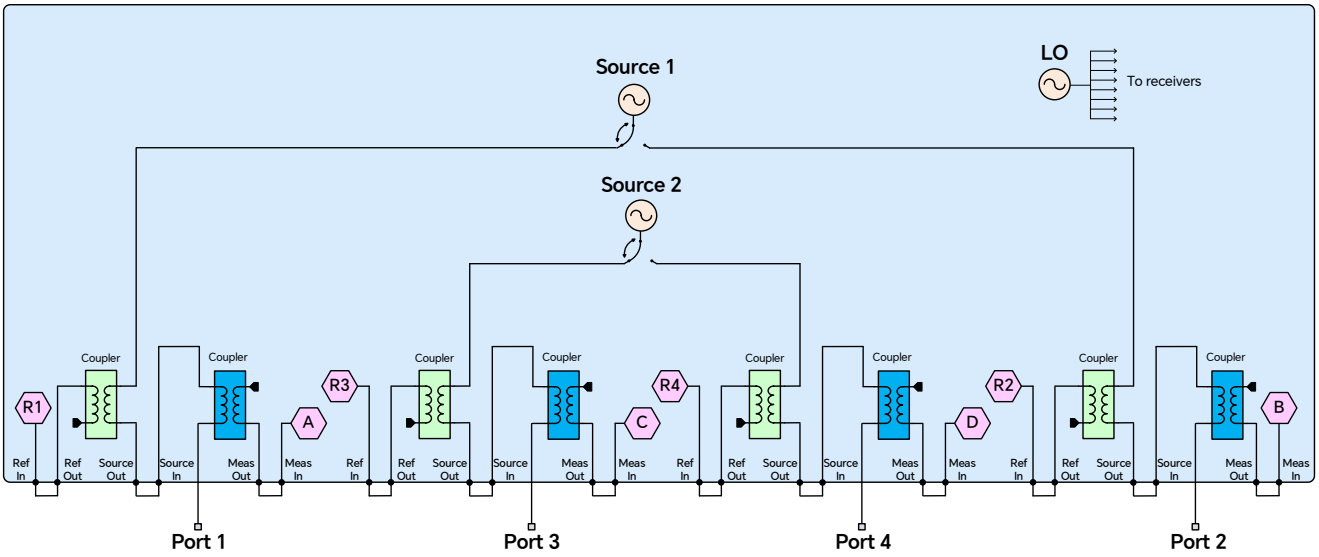 LO
Source 1
To receivers
Source 2
Coupler
Coupler
Coupler
Coupler
Coupler
Coupler
Coupler
Coupler
R1
A
R3
C
R4
D
R2
B
Ref
In
Ref
Out
Source
Out
Source
In
Meas
Out
Meas
In
Ref
In
Ref
Out
Source
Out
Source
In
Meas
Out
Meas
In
Ref
In
Ref
Out
Source
Out
Source
In
Meas
Out
Meas
In
Ref
In
Ref
Out
Source
Out
Source
In
Meas
Out
Meas
In
Port 1
Port 3
Port 4
Port 2